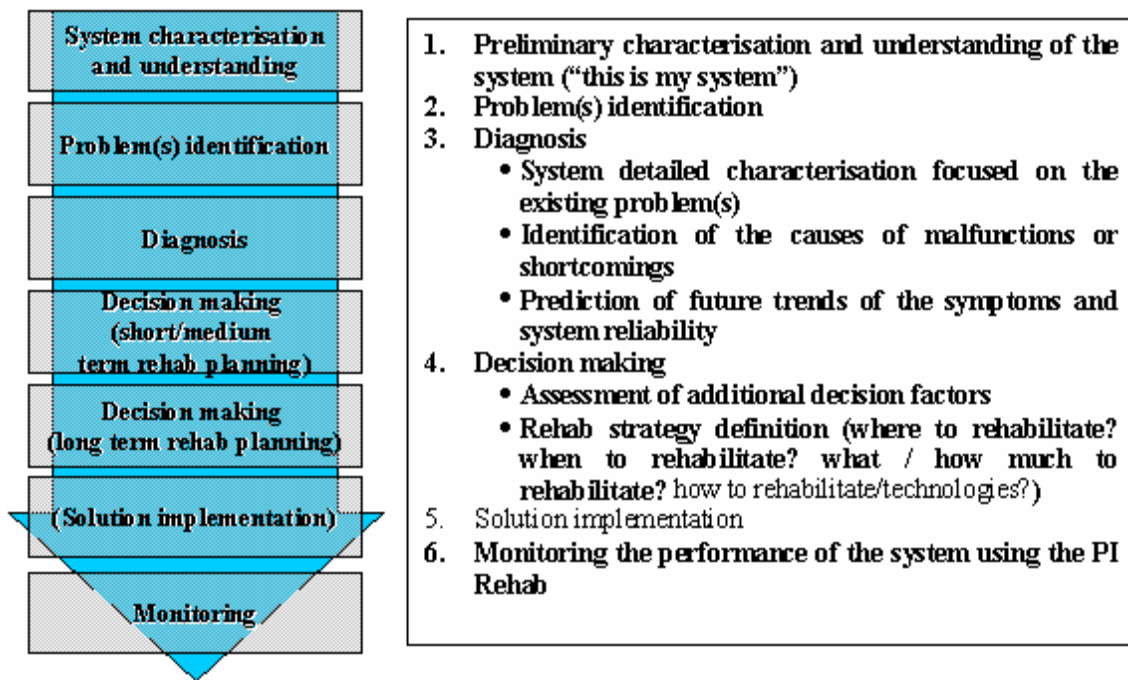 System characterisation
and understanding
Problem(s) identification
Diagnosis
Decision making
(short/medium
term rehab planning)
Decision making
(long term rehab planning)
(Solution implementation)
Monitoring
1. Preliminary characterisation and understanding of the
system (“this is my system”)
2. Problem(s) identification
3. Diagnosis
• System detailed characterisation focused on the
existing problem(s)
• Identification of the causes of malfunctions or
shortcomings
• Prediction of future trends of the symptoms and
system reliability
4. Decision making
• Assessment of additional decision factors
• Rehab strategy definition (where to rehabilitate?
when to rehabilitate? what / how much to
rehabilitate? how to rehabilitate/technologies?)
5. Solution implementation
6. Monitoring the performance of the system using the PI
Rehab